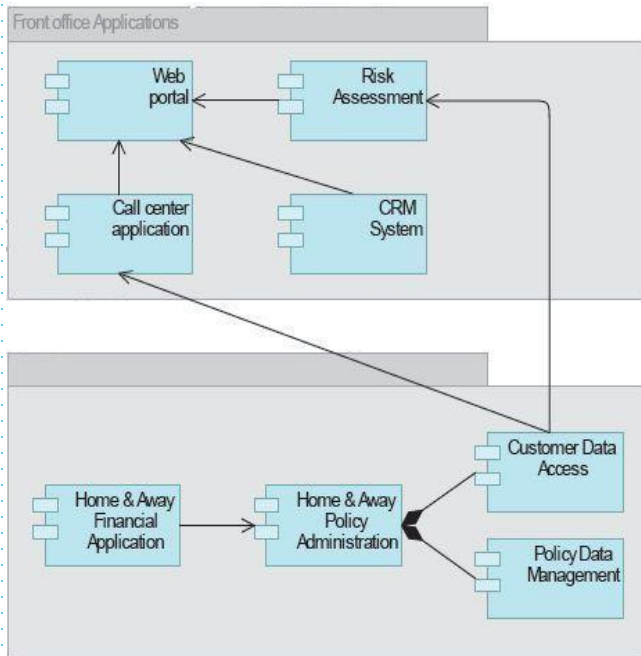 Front office Applications
Web
portal
Risk
Assessment
Call center
application
CRM
System
Customer Data
Access
Home & Away
Financial
Application
Home & Away
Policy
Administration
Policy Data
Management